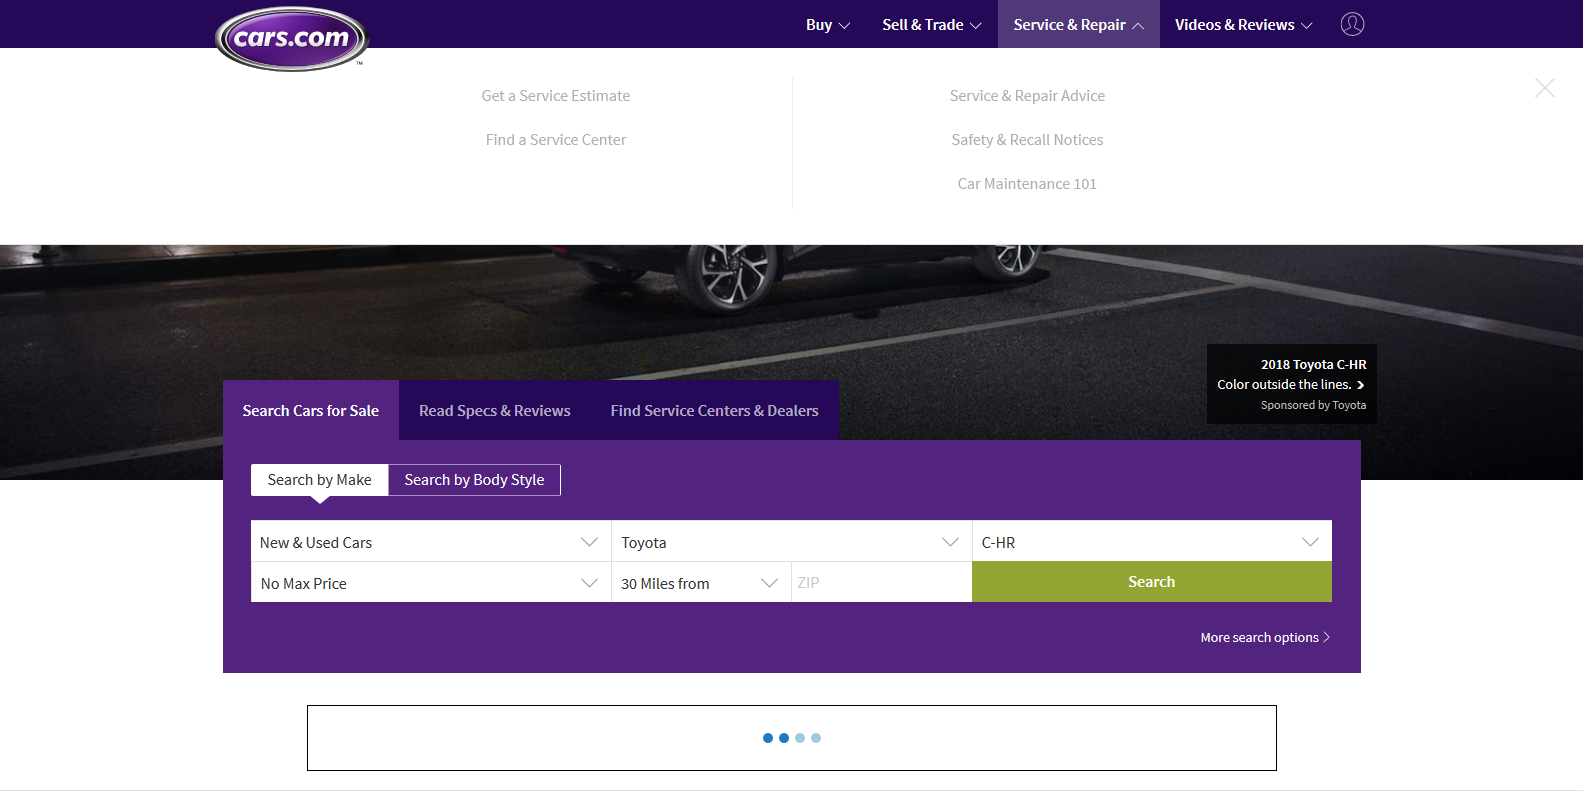 cars.com
™
Buy
Sell & Trade
Service & Repair
Videos & Reviews
Get a Service Estimate
Find a Service Center
Service & Repair Advice
Safety & Recall Notices
Car Maintenance 101
2018 Toyota C-HR
Color outside the lines.
Sponsored by Toyota
Search Cars for Sale
Read Specs & Reviews
Find Service Centers & Dealers
Search by Make
Search by Body Style
New & Used Cars
Toyota
C-HR
No Max Price
30 Miles from
ZIP
Search
More search options